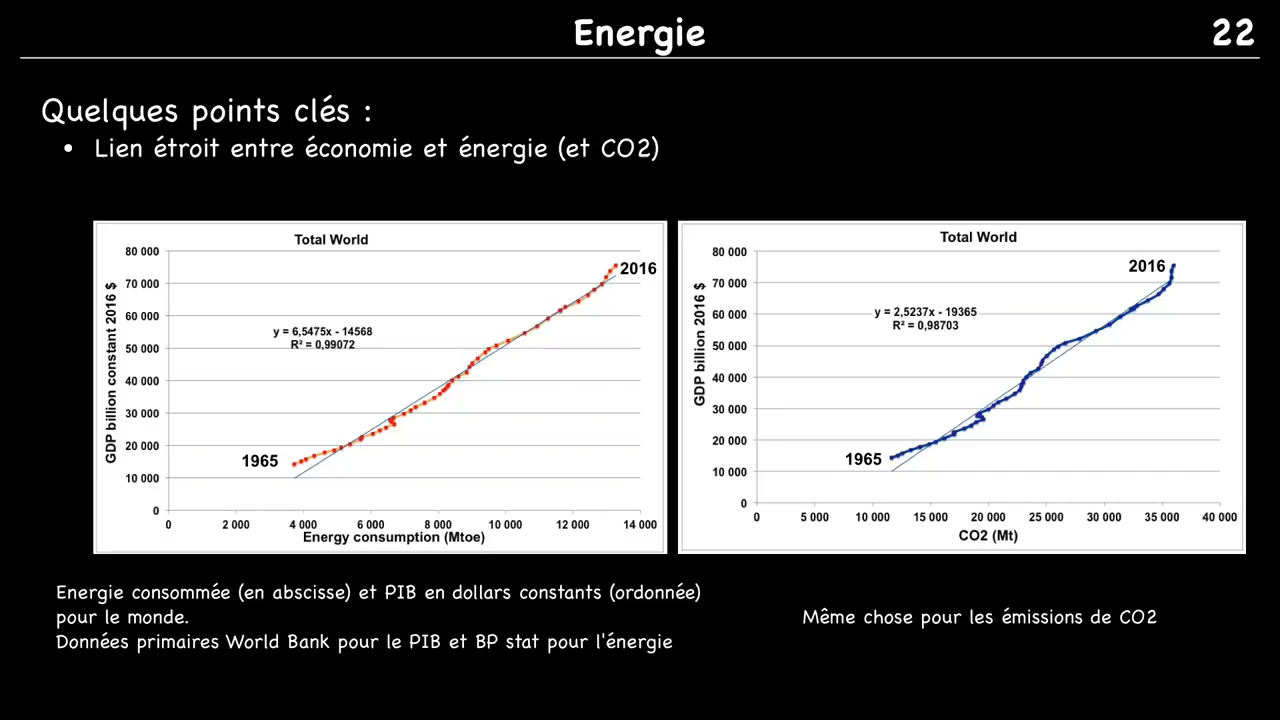 Energie
22
Quelques points clés :
• Lien étroit entre économie et énergie (et CO2)
Total World
80 000
70 000
60 000
50 000
40 000
30 000
20 000
10 000
0
GDP billion constant 2016 $
2016
y = 6,5475x - 14568
R² = 0,99072
1965
0 2 000 4 000 6 000 8 000 10 000 12 000 14 000
Energy consumption (Mtoe)
Total World
80 000
70 000
60 000
50 000
40 000
30 000
20 000
10 000
0
GDP billion 2016 $
2016
y = 2,5237x - 19365
R² = 0,98703
1965
0 5 000 10 000 15 000 20 000 25 000 30 000 35 000 40 000
CO2 (Mt)
Energie consommée (en abscisse) et PIB en dollars constants (ordonnée)
pour le monde.
Données primaires World Bank pour le PIB et BP stat pour l'énergie
Même chose pour les émissions de CO2